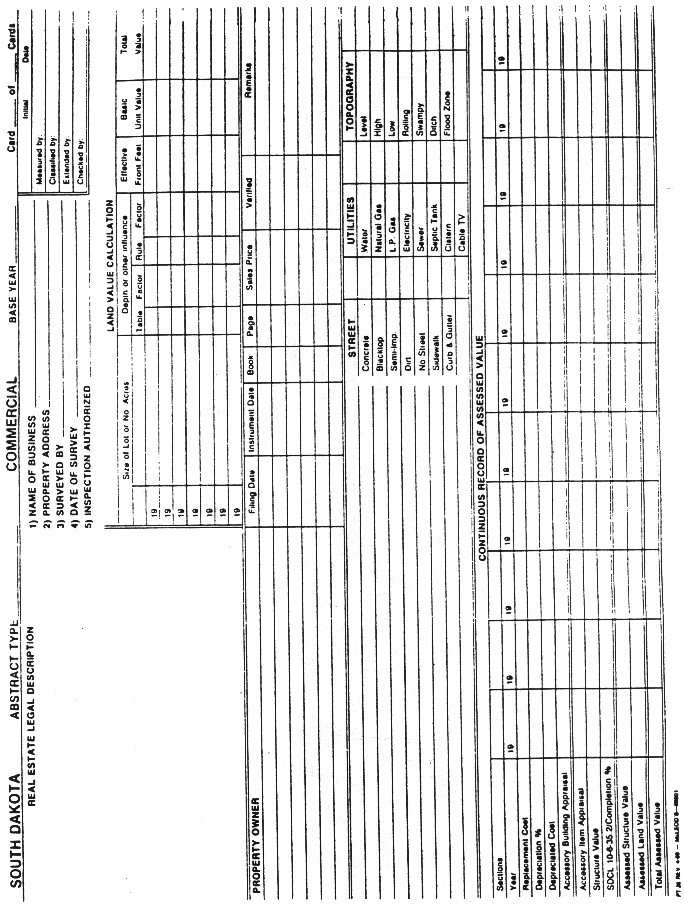 SOUTH DAKOTA ABSTRACT TYPE COMMERCIAL BASE YEAR Card of Cards
REAL ESTATE LEGAL DESCRIPTION
1) NAME OF BUSINESS
2) PROPERTY ADDRESS
3) SURVEYED BY
4) DATE OF SURVEY
5) INSPECTION AUTHORIZED
Initial Date
Measured by:
Classified by:
Extended by:
Checked by:
LAND VALUE CALCULATION
Size of Lot or No. Acres Depth or other influence Effective Basic Total
Table Factor Rule Factor Front Feet Unit Value Value
19
19
19
19
19
19
19
PROPERTY OWNER Filing Date Instrument Date Book Page Sales Price Verified Remarks
STREET UTILITIES TOPOGRAPHY
Concrete Water Level
Blacktop Natural Gas High
Semi-Imp. L.P. Gas Low
Dirt Electricity Rolling
No Street Sewer Swampy
Sidewalk Septic Tank Ditch
Curb & Gutter Cistern Flood Zone
Cable TV
CONTINUOUS RECORD OF ASSESSED VALUE
Sections
Year 19 19 19 19 19 19 19 19 19 19 19
Replacement Cost
Depreciation %
Depreciated Cost
Accessory Building Appraisal
Accessory Item Appraisal
Structure Value
SDCL 10-6-35.2/Completion %
Assessed Structure Value
Assessed Land Value
Total Assessed Value